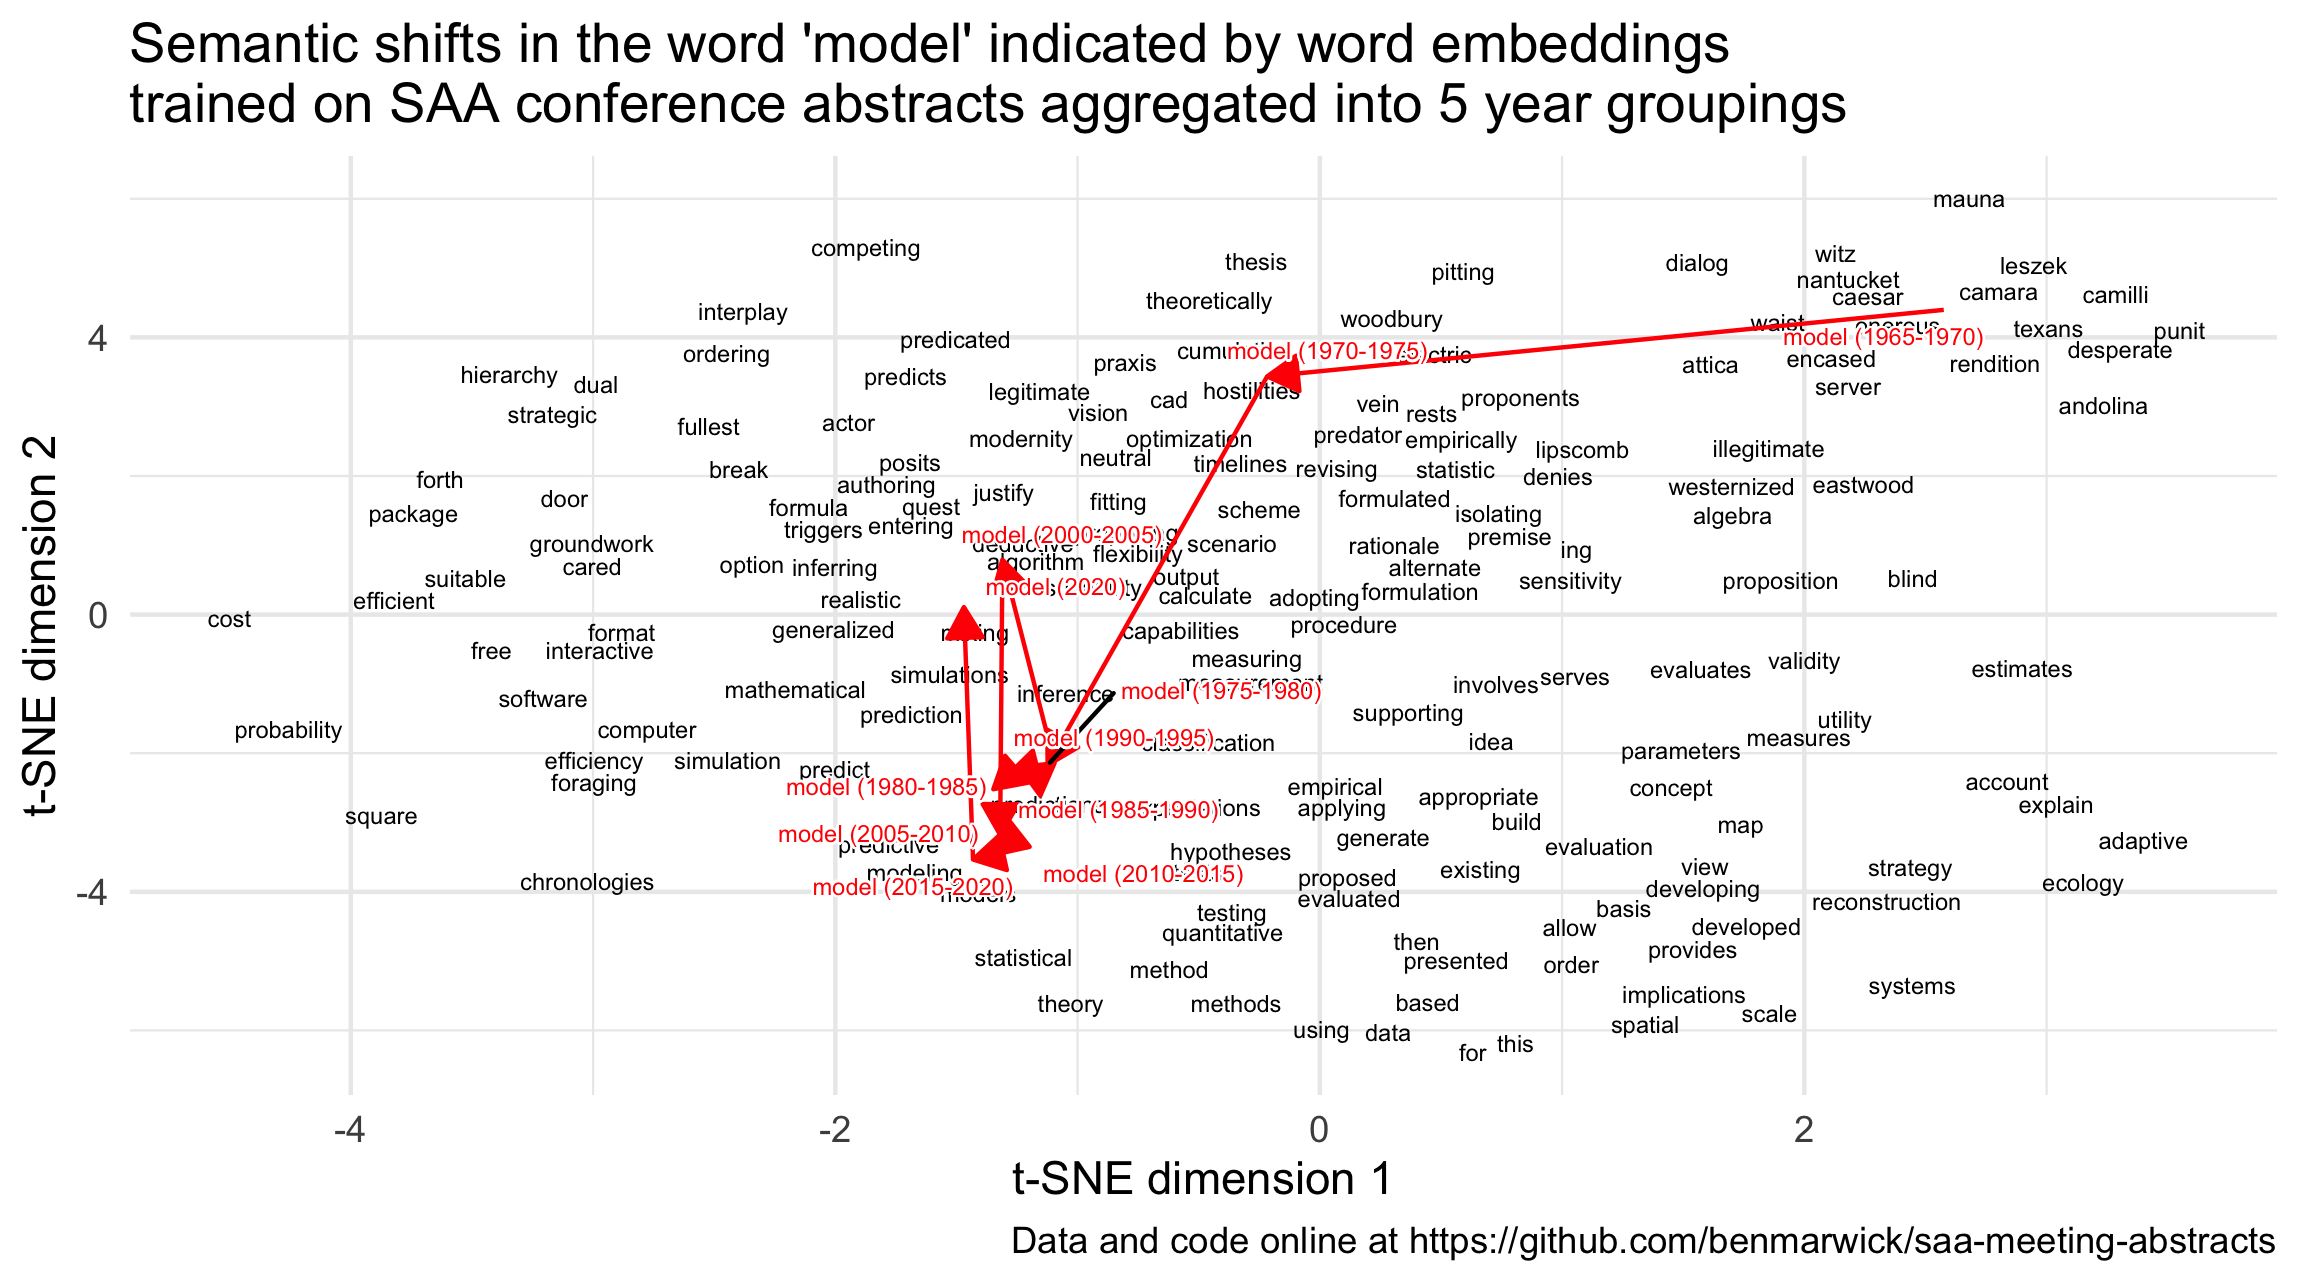 Semantic shifts in the word 'model' indicated by word embeddings
trained on SAA conference abstracts aggregated into 5 year groupings
t-SNE dimension 2
4
0
-4
mauna
competing
witz
thesis
dialog
leszek
pitting
nantucket
camara
camilli
caesar
theoretically
interplay
woodbury
waist
onerous
texans
punit
model (1965-1970)
predicated
model (1970-1975)
desperate
ordering
praxis
attica
encased
rendition
hierarchy
predicts
dual
legitimate
hostilities
server
cad
vein
proponents
andolina
strategic
vision
rests
fullest
actor
modernity
optimization
predator
empirically
lipscomb
illegitimate
neutral
posits
timelines
revising
statistic
break
denies
forth
authoring
westernized
eastwood
justify
door
fitting
formulated
formula
quest
scheme
isolating
algebra
package
triggers
entering
model (2000-2005)
premise
groundwork
deductive
scenario
rationale
ing
flexibility
algorithm
cared
option
inferring
alternate
suitable
output
sensitivity
proposition
blind
model (2020)
calculate
formulation
efficient
realistic
adopting
cost
procedure
format
generalized
capabilities
free
interactive
measuring
validity
simulations
evaluates
estimates
measurement
involves
serves
mathematical
inference
model (1975-1980)
software
prediction
supporting
utility
probability
computer
model (1990-1995)
classification
idea
measures
parameters
efficiency
simulation
predict
foraging
model (1980-1985)
empirical
concept
account
appropriate
square
model (1985-1990)
applying
explain
build
map
model (2005-2010)
generate
predictive
adaptive
hypotheses
evaluation
modeling
view
strategy
existing
model (2010-2015)
proposed
chronologies
model (2015-2020)
ecology
models
developing
evaluated
reconstruction
testing
basis
quantitative
allow
developed
then
provides
statistical
presented
method
order
systems
theory
methods
based
implications
scale
using
data
spatial
for
this
-4
-2
0
2
t-SNE dimension 1
Data and code online at https://github.com/benmarwick/saa-meeting-abstracts